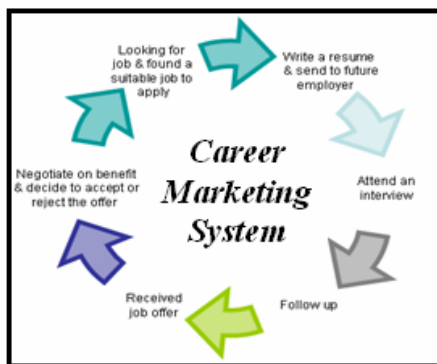 Looking for
job & found a
suitable job to
apply
Write a resume
& send to future
employer
Attend an
interview
Follow up
Received
job offer
Negotiate on benefit
& decide to accept or
reject the offer
Career
Marketing
System